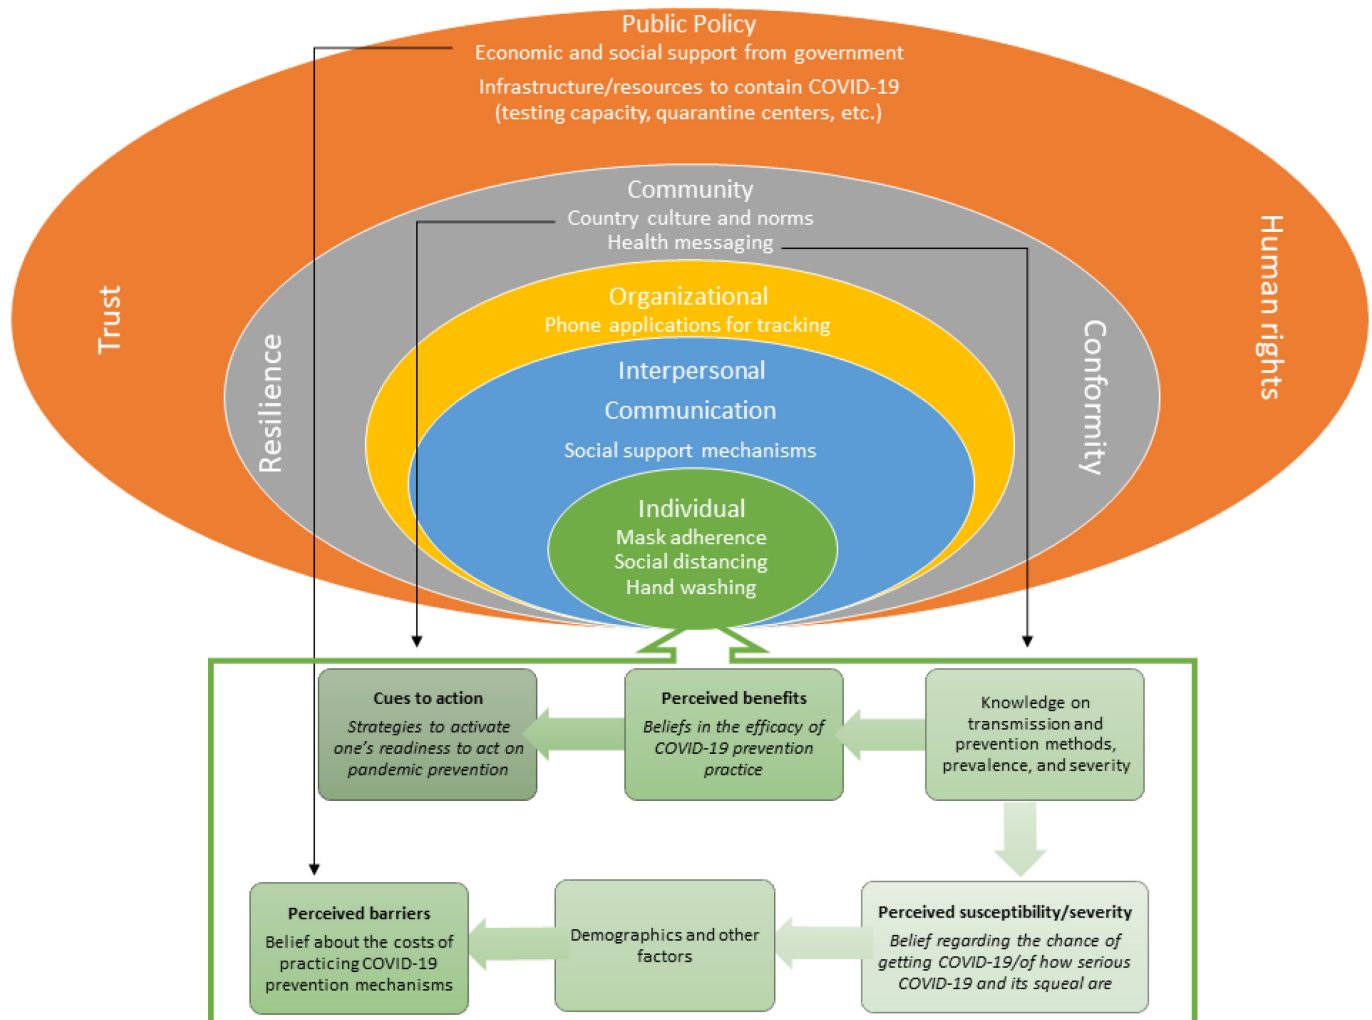 Public Policy
Economic and social support from government
Infrastructure/resources to contain COVID-19
(testing capacity, quarantine centers, etc.)
Community
Country culture and norms
Health messaging
Organizational
Phone applications for tracking
Interpersonal
Communication
Social support mechanisms
Individual
Mask adherence
Social distancing
Hand washing
Trust
Resilience
Conformity
Human rights
Cues to action
Strategies to activate
one's readiness to act on
pandemic prevention
Perceived benefits
Beliefs in the efficacy of
COVID-19 prevention
practice
Knowledge on
transmission and
prevention methods,
prevalence, and severity
Perceived barriers
Belief about the costs of
practicing COVID-19
prevention mechanisms
Demographics and other
factors
Perceived susceptibility/severity
Belief regarding the chance of
getting COVID-19/of how serious
COVID-19 and its squeal are